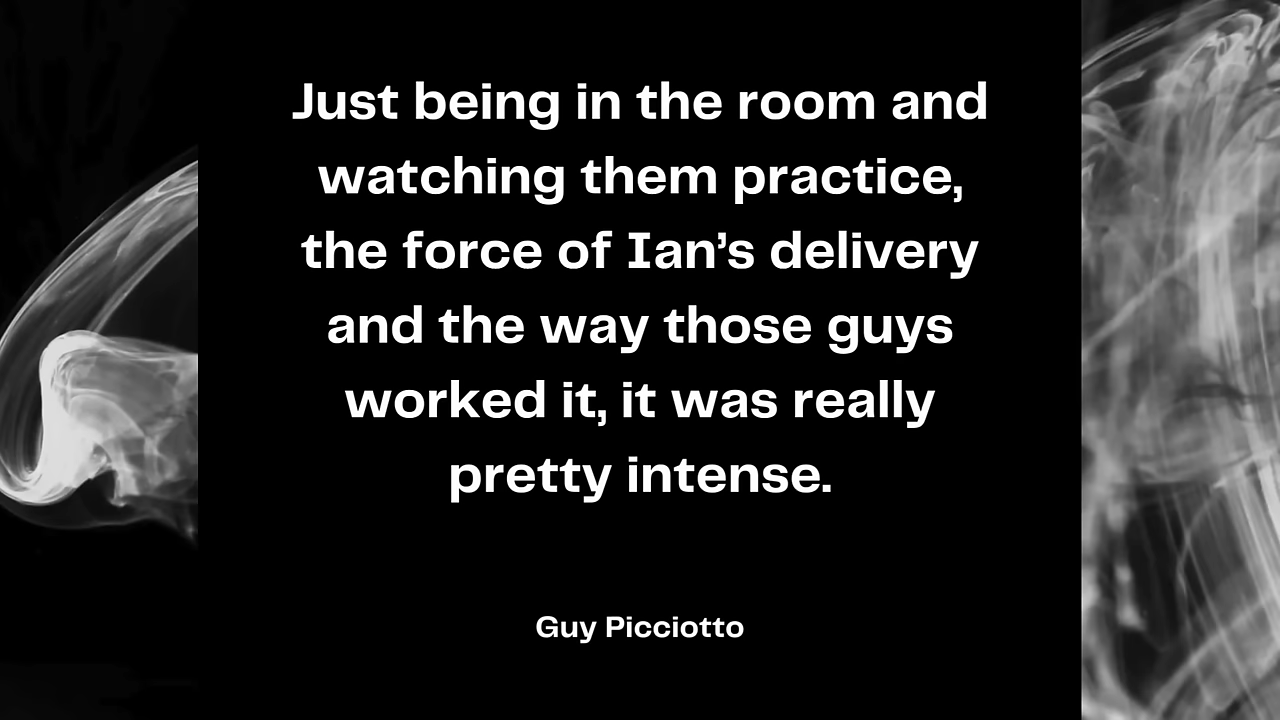 Just being in the room and
watching them practice,
the force of Ian’s delivery
and the way those guys
worked it, it was really
pretty intense.
Guy Picciotto